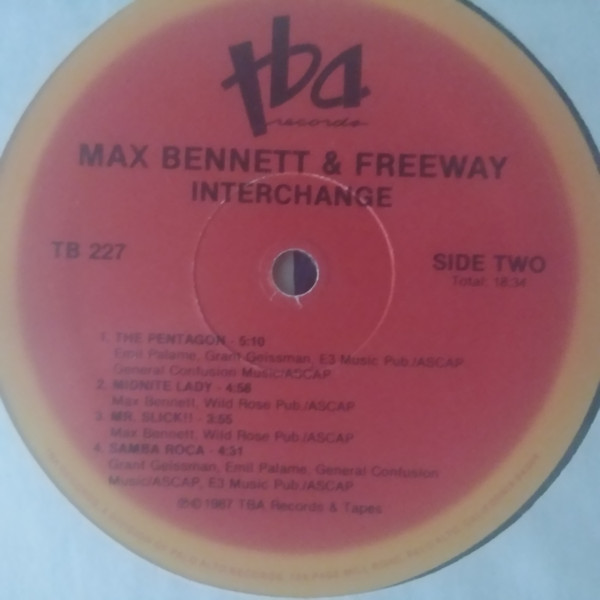 tba
records
MAX BENNETT & FREEWAY
INTERCHANGE
TB 227
SIDE TWO
Total: 18:34
1. THE PENTAGON - 5:10
Emil Palame, Grant Geissman, E3 Music Pub./ASCAP
General Confusion Music/ASCAP
2. MIDNITE LADY - 4:58
Max Bennett, Wild Rose Pub./ASCAP
3. MR. SLICK!! - 3:55
Max Bennett, Wild Rose Pub./ASCAP
4. SAMBA ROCA - 4:31
Grant Geissman, Emil Palame, General Confusion
Music/ASCAP, E3 Music Pub./ASCAP
℗© 1987 TBA Records & Tapes